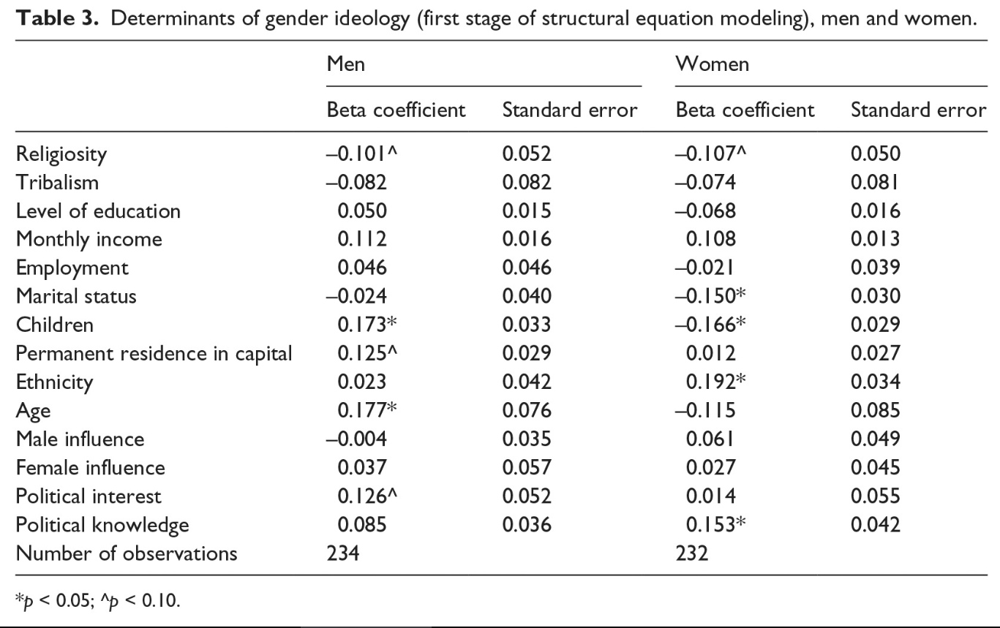 Table 3. Determinants of gender ideology (first stage of structural equation modeling), men and women.
Men Women
Beta coefficient Standard error Beta coefficient Standard error
Religiosity –0.101^ 0.052 –0.107^ 0.050
Tribalism –0.082 0.082 –0.074 0.081
Level of education 0.050 0.015 –0.068 0.016
Monthly income 0.112 0.016 0.108 0.013
Employment 0.046 0.046 –0.021 0.039
Marital status –0.024 0.040 –0.150* 0.030
Children 0.173* 0.033 –0.166* 0.029
Permanent residence in capital 0.125^ 0.029 0.012 0.027
Ethnicity 0.023 0.042 0.192* 0.034
Age 0.177* 0.076 –0.115 0.085
Male influence –0.004 0.035 0.061 0.049
Female influence 0.037 0.057 0.027 0.045
Political interest 0.126^ 0.052 0.014 0.055
Political knowledge 0.085 0.036 0.153* 0.042
Number of observations 234 232
*p < 0.05; ^p < 0.10.